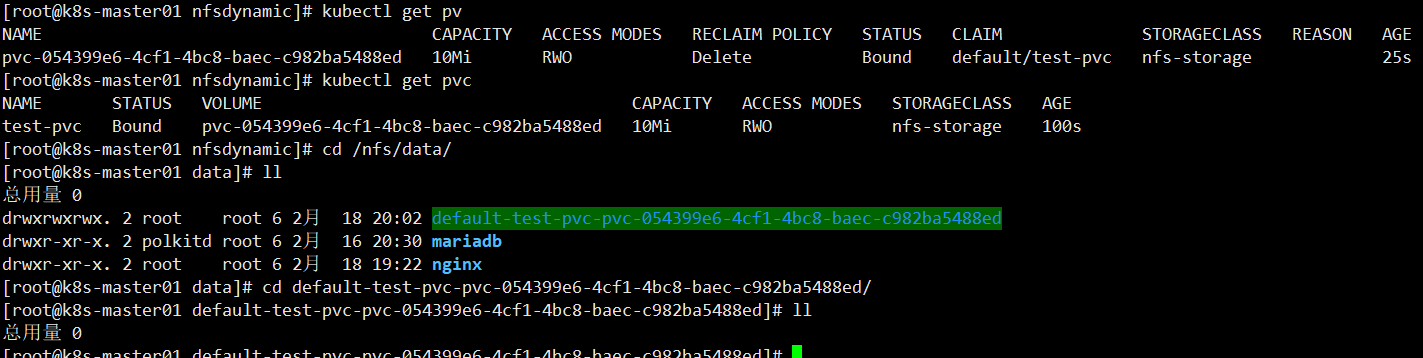 [root@k8s-master01 nfsdynamic]# kubectl get pv
NAME CAPACITY ACCESS MODES RECLAIM POLICY STATUS CLAIM STORAGECLASS REASON AGE
pvc-054399e6-4cf1-4bc8-baec-c982ba5488ed 10Mi RWO Delete Bound default/test-pvc nfs-storage 25s
[root@k8s-master01 nfsdynamic]# kubectl get pvc
NAME STATUS VOLUME CAPACITY ACCESS MODES STORAGECLASS AGE
test-pvc Bound pvc-054399e6-4cf1-4bc8-baec-c982ba5488ed 10Mi RWO nfs-storage 100s
[root@k8s-master01 nfsdynamic]# cd /nfs/data/
[root@k8s-master01 data]# ll
总用量 0
drwxrwxrwx. 2 root root 6 2月 18 20:02 default-test-pvc-pvc-054399e6-4cf1-4bc8-baec-c982ba5488ed
drwxr-xr-x. 2 polkitd root 6 2月 16 20:30 mariadb
drwxr-xr-x. 2 root root 6 2月 18 19:22 nginx
[root@k8s-master01 data]# cd default-test-pvc-pvc-054399e6-4cf1-4bc8-baec-c982ba5488ed/
[root@k8s-master01 default-test-pvc-pvc-054399e6-4cf1-4bc8-baec-c982ba5488ed]# ll
总用量 0
[root@k8s-master01 default-test-pvc-pvc-054399e6-4cf1-4bc8-baec-c982ba5488ed]#